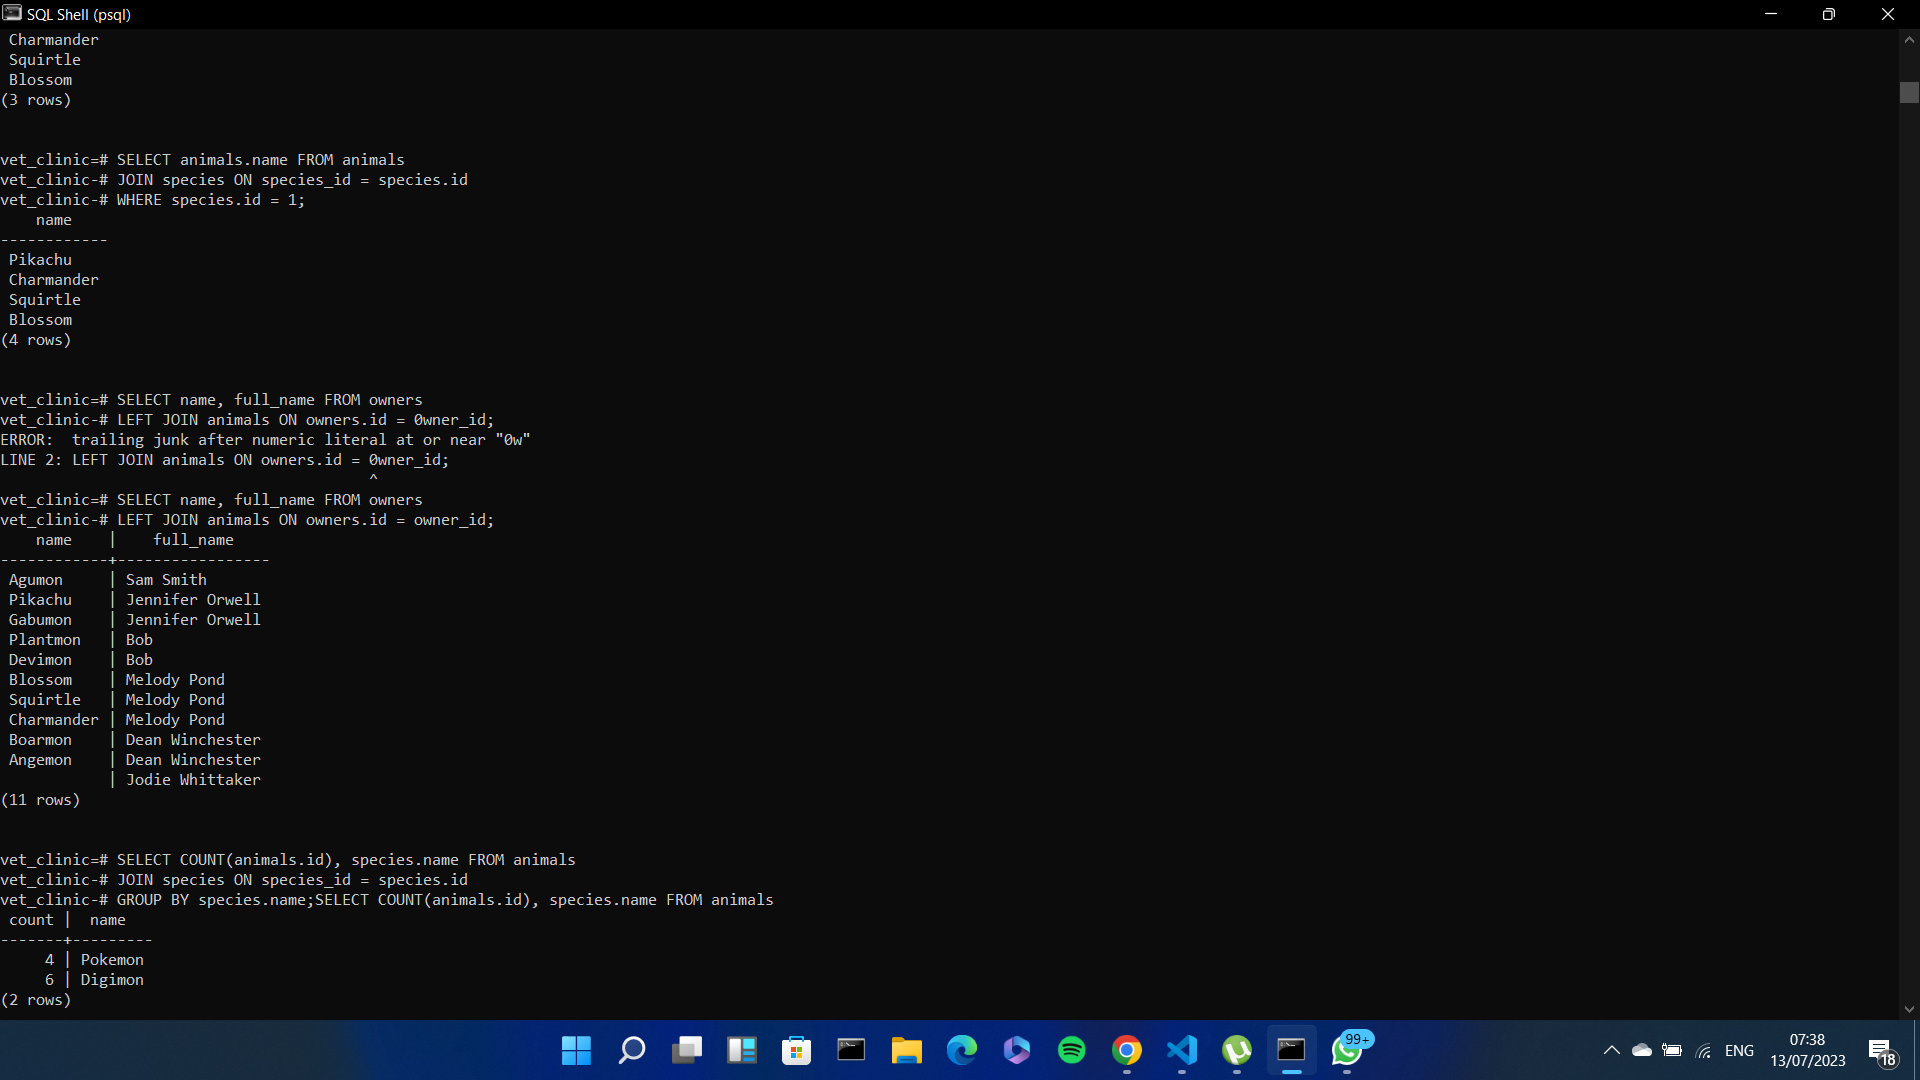 SQL Shell (psql)
Charmander
Squirtle
Blossom
(3 rows)
vet_clinic=# SELECT animals.name FROM animals
vet_clinic-# JOIN species ON species_id = species.id
vet_clinic-# WHERE species.id = 1;
name
------------
Pikachu
Charmander
Squirtle
Blossom
(4 rows)
vet_clinic=# SELECT name, full_name FROM owners
vet_clinic-# LEFT JOIN animals ON owners.id = 0wner_id;
ERROR:  trailing junk after numeric literal at or near "0w"
LINE 2: LEFT JOIN animals ON owners.id = 0wner_id;
^
vet_clinic=# SELECT name, full_name FROM owners
vet_clinic-# LEFT JOIN animals ON owners.id = owner_id;
name    |    full_name
------------+-----------------
Agumon     | Sam Smith
Pikachu    | Jennifer Orwell
Gabumon    | Jennifer Orwell
Plantmon   | Bob
Devimon    | Bob
Blossom    | Melody Pond
Squirtle   | Melody Pond
Charmander | Melody Pond
Boarmon    | Dean Winchester
Angemon    | Dean Winchester
| Jodie Whittaker
(11 rows)
vet_clinic=# SELECT COUNT(animals.id), species.name FROM animals
vet_clinic-# JOIN species ON species_id = species.id
vet_clinic-# GROUP BY species.name;SELECT COUNT(animals.id), species.name FROM animals
count |  name
-------+---------
4 | Pokemon
6 | Digimon
(2 rows)
99+
ENG
07:38
13/07/2023
18